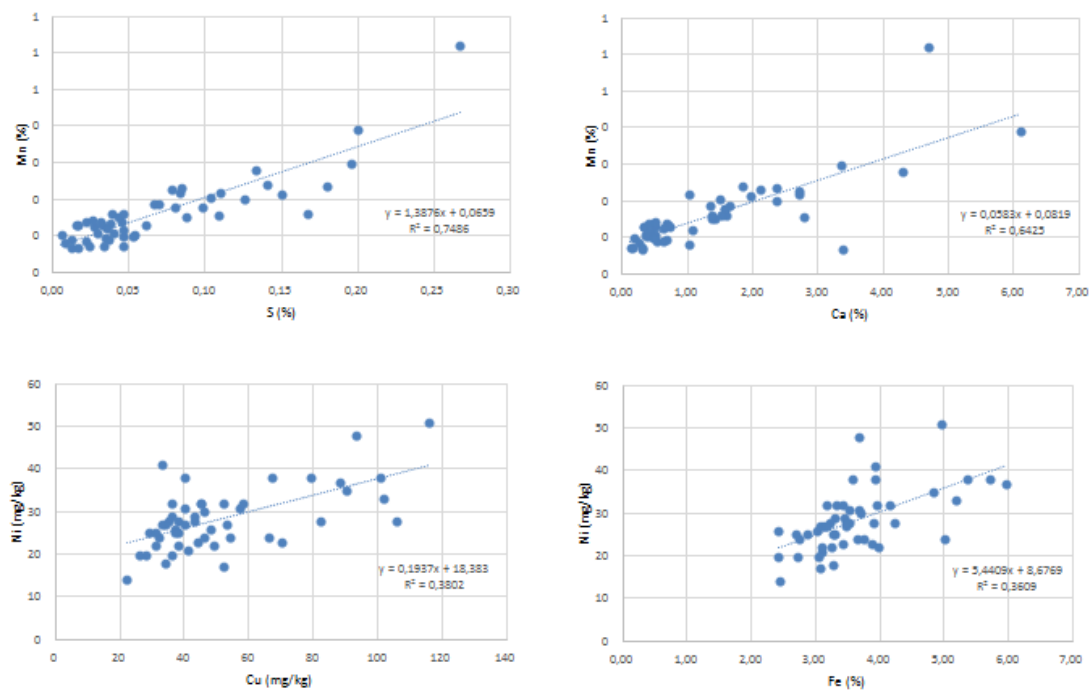 1
1
1
0
0
0
0
0
Mn (%)
y = 1,3876x + 0,0659
R² = 0,7486
0,00 0,05 0,10 0,15 0,20 0,25 0,30
S (%)
1
1
1
0
0
0
0
0
Mn (%)
y = 0,0583x + 0,0819
R² = 0,6425
0,00 1,00 2,00 3,00 4,00 5,00 6,00 7,00
Ca (%)
60
50
40
30
20
10
0
Ni (mg/kg)
y = 0,1937x + 18,383
R² = 0,3802
0 20 40 60 80 100 120 140
Cu (mg/kg)
60
50
40
30
20
10
0
Ni (mg/kg)
y = 5,4409x + 8,6769
R² = 0,3609
0,00 1,00 2,00 3,00 4,00 5,00 6,00 7,00
Fe (%)